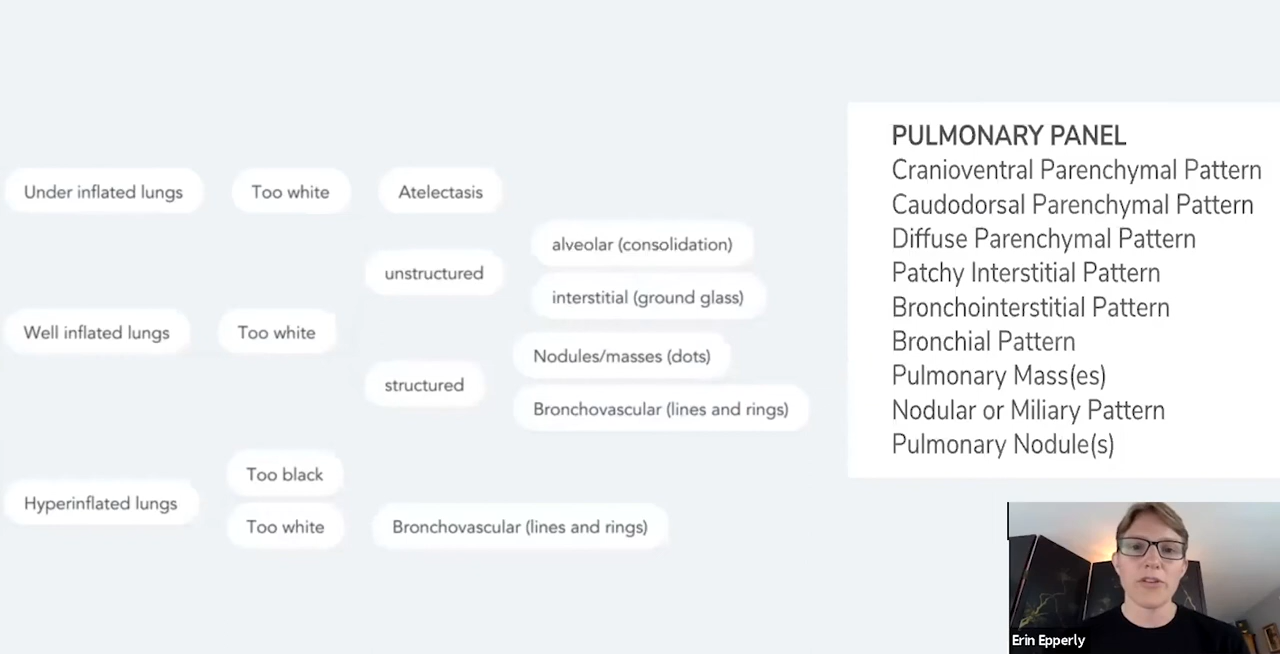 Under inflated lungs
Too white
Atelectasis
unstructured
alveolar (consolidation)
interstitial (ground glass)
Well inflated lungs
Too white
structured
Nodules/masses (dots)
Bronchovascular (lines and rings)
Hyperinflated lungs
Too black
Too white
Bronchovascular (lines and rings)
PULMONARY PANEL
Cranioventral Parenchymal Pattern
Caudodorsal Parenchymal Pattern
Diffuse Parenchymal Pattern
Patchy Interstitial Pattern
Bronchointerstitial Pattern
Bronchial Pattern
Pulmonary Mass(es)
Nodular or Miliary Pattern
Pulmonary Nodule(s)
Erin Epperly